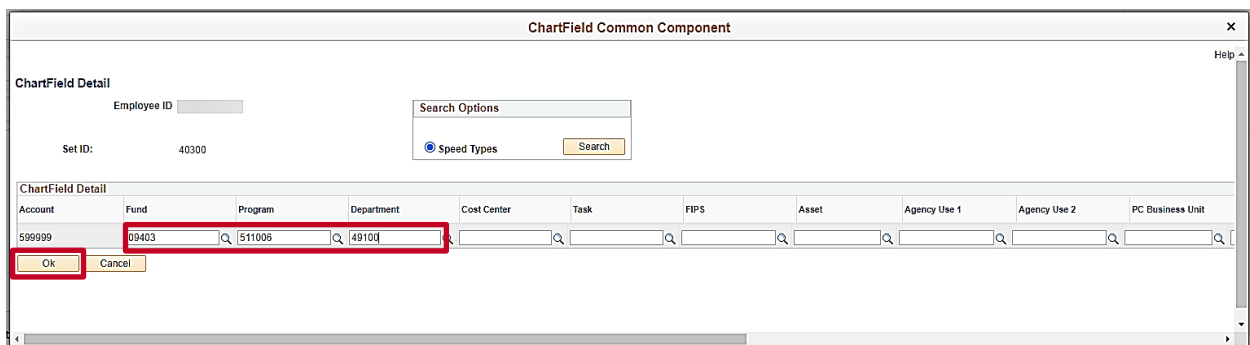 ChartField Common Component
Help
ChartField Detail
Employee ID
Search Options
Set ID: 40300
Speed Types Search
ChartField Detail
Account Fund Program Department Cost Center Task FIPS Asset Agency Use 1 Agency Use 2 PC Business Unit
599999 09403 511006 49100
Ok Cancel